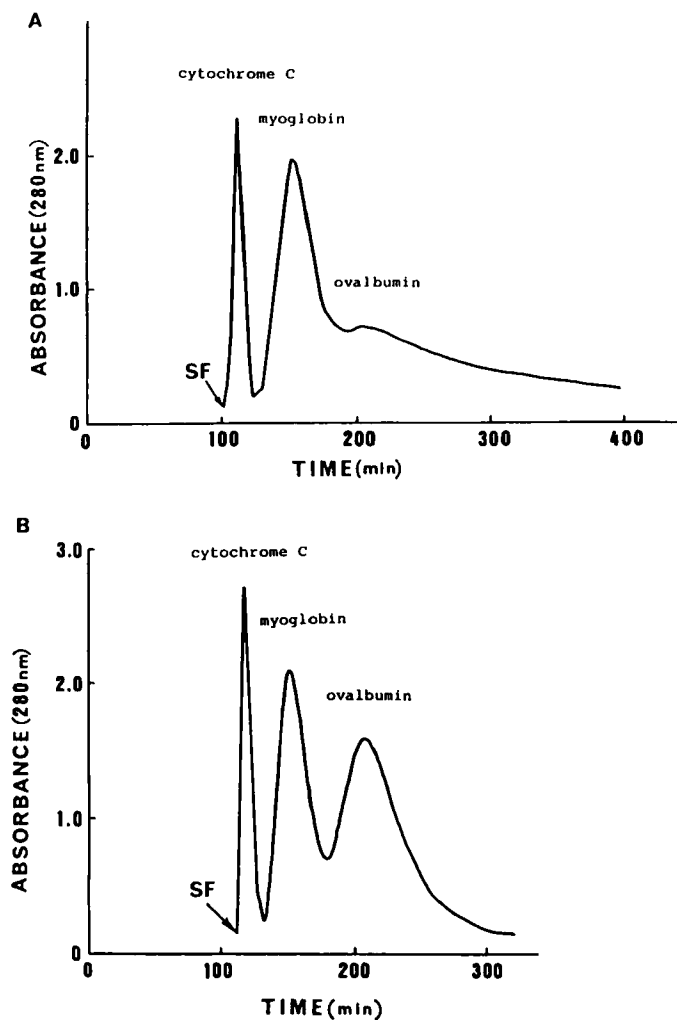 A
cytochrome C
myoglobin
ovalbumin
ABSORBANCE (280nm)
2.0
1.0
0
SF
0 100 200 300 400
TIME (min)
B
cytochrome C
myoglobin
ovalbumin
ABSORBANCE (280nm)
3.0
2.0
1.0
0
SF
0 100 200 300
TIME (min)